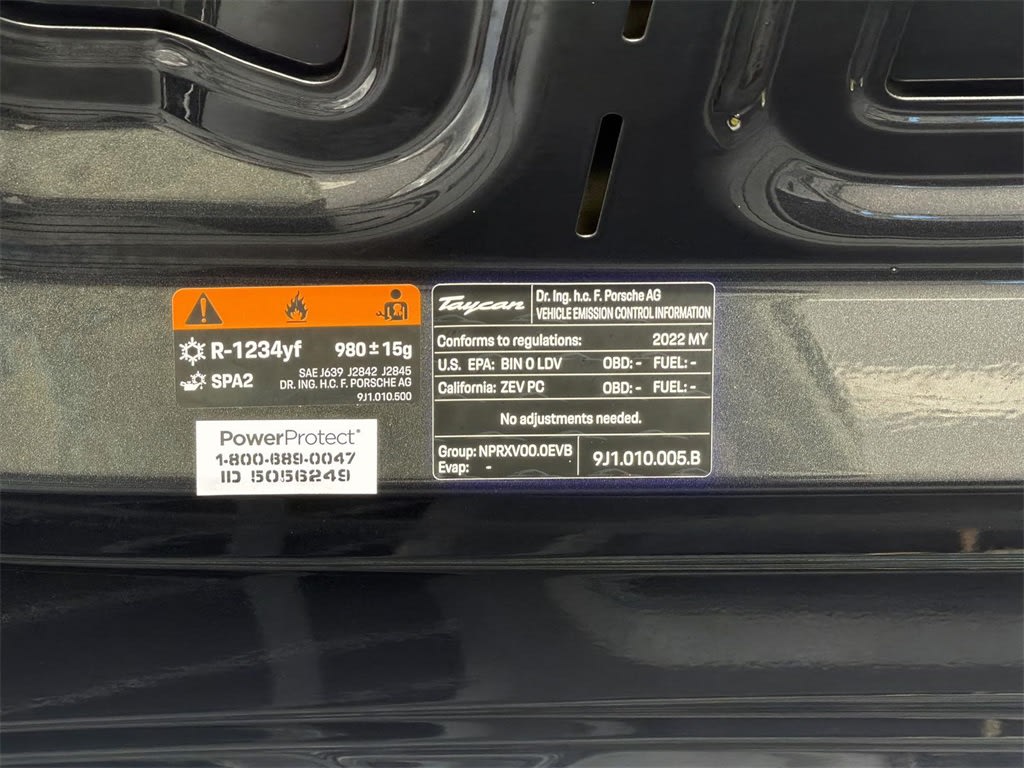 R-1234yf 980 ± 15g
SPA2 SAE J639 J2842 J2845
DR. ING. H.C. F. PORSCHE AG
9J1.010.500
PowerProtect
1-800-889-0047
ID 5056249
Taycan
Dr. Ing. h.c. F. Porsche AG
VEHICLE EMISSION CONTROL INFORMATION
Conforms to regulations: 2022 MY
U.S. EPA: BIN 0 LDV OBD: - FUEL: -
California: ZEV PC OBD: - FUEL: -
No adjustments needed.
Group: NPRXV00.0EVB
Evap: -
9J1.010.005.B